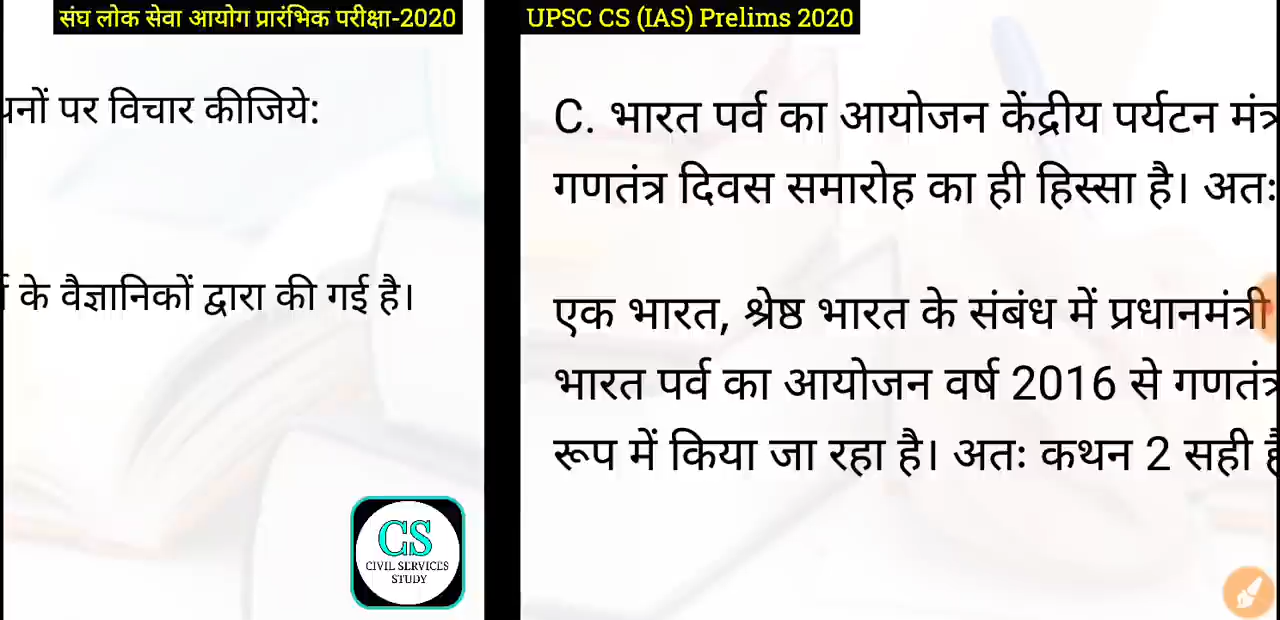 संघ लोक सेवा आयोग प्रारंभिक परीक्षा-2020
पर विचार कीजिये:
के वैज्ञानिकों द्वारा की गई है।
CS
CIVIL SERVICES
STUDY
UPSC CS (IAS) Prelims 2020
C. भारत पर्व का आयोजन केंद्रीय पर्यटन
गणतंत्र दिवस समारोह का ही हिस्सा है। अतः
एक भारत, श्रेष्ठ भारत के संबंध में प्रधानमंत्री
भारत पर्व का आयोजन वर्ष 2016 से
रूप में किया जा रहा है। अतः कथन 2 सही